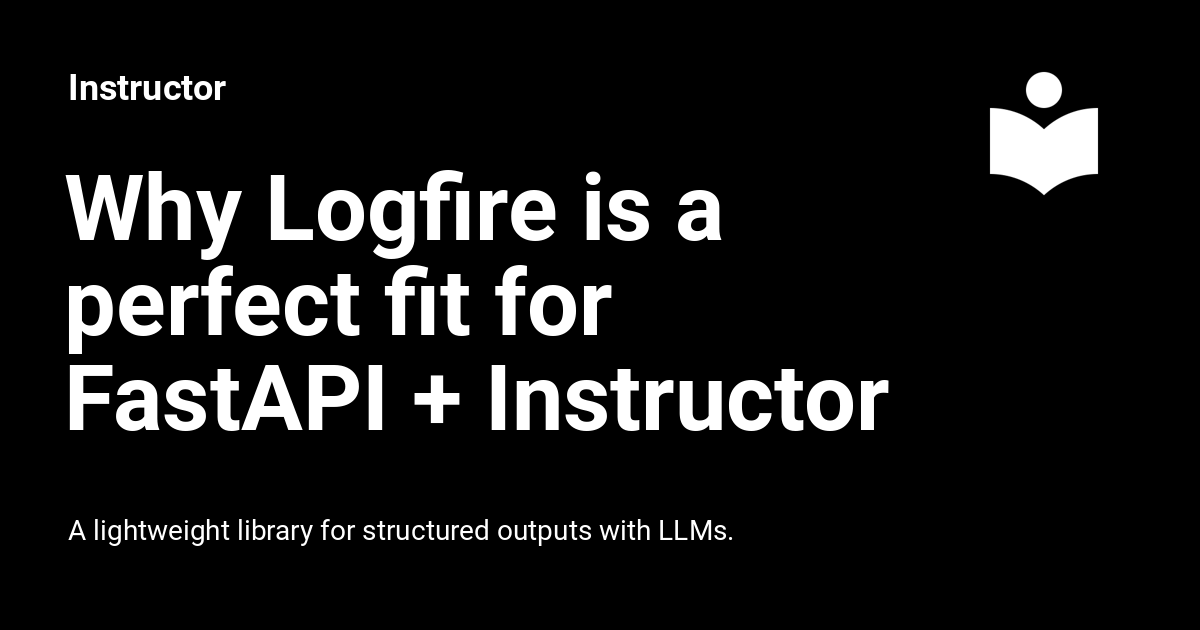 Instructor
Why Logfire is a
perfect fit for
FastAPI + Instructor
A lightweight library for structured outputs with LLMs.